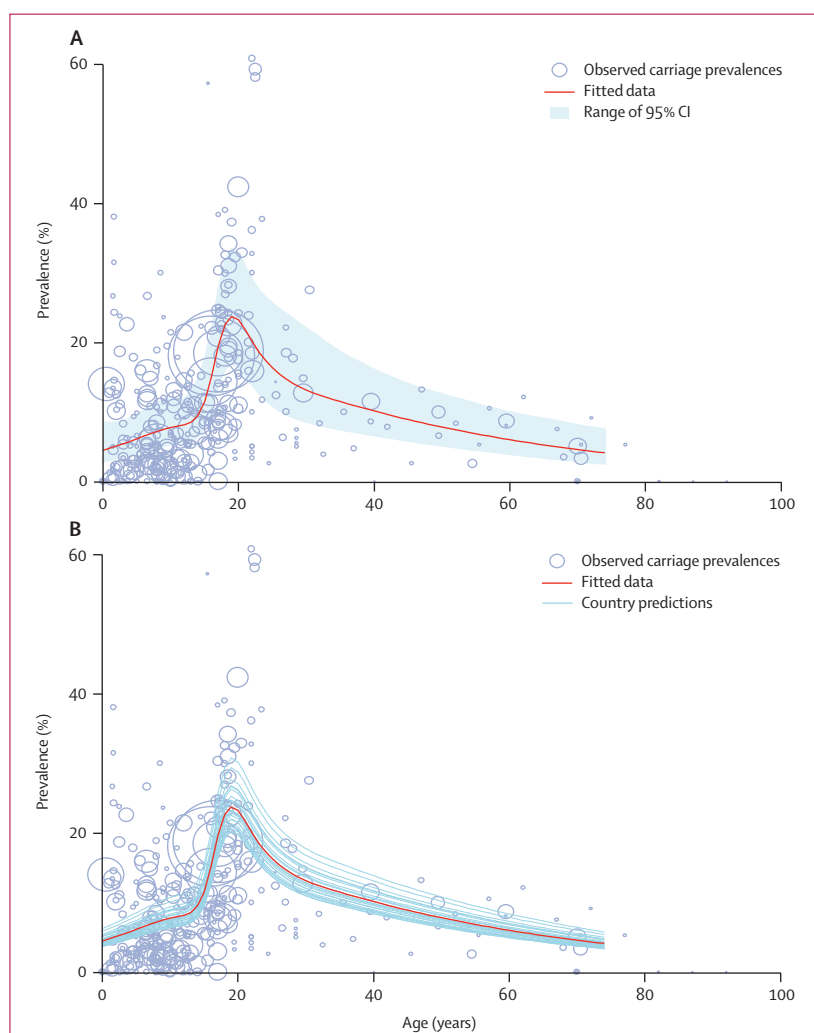 A
60
40
20
0
Prevalence (%)
Observed carriage prevalences
Fitted data
Range of 95% CI
0
20
40
60
80
100
B
60
40
20
0
Prevalence (%)
Observed carriage prevalences
Fitted data
Country predictions
0
20
40
60
80
100
Age (years)